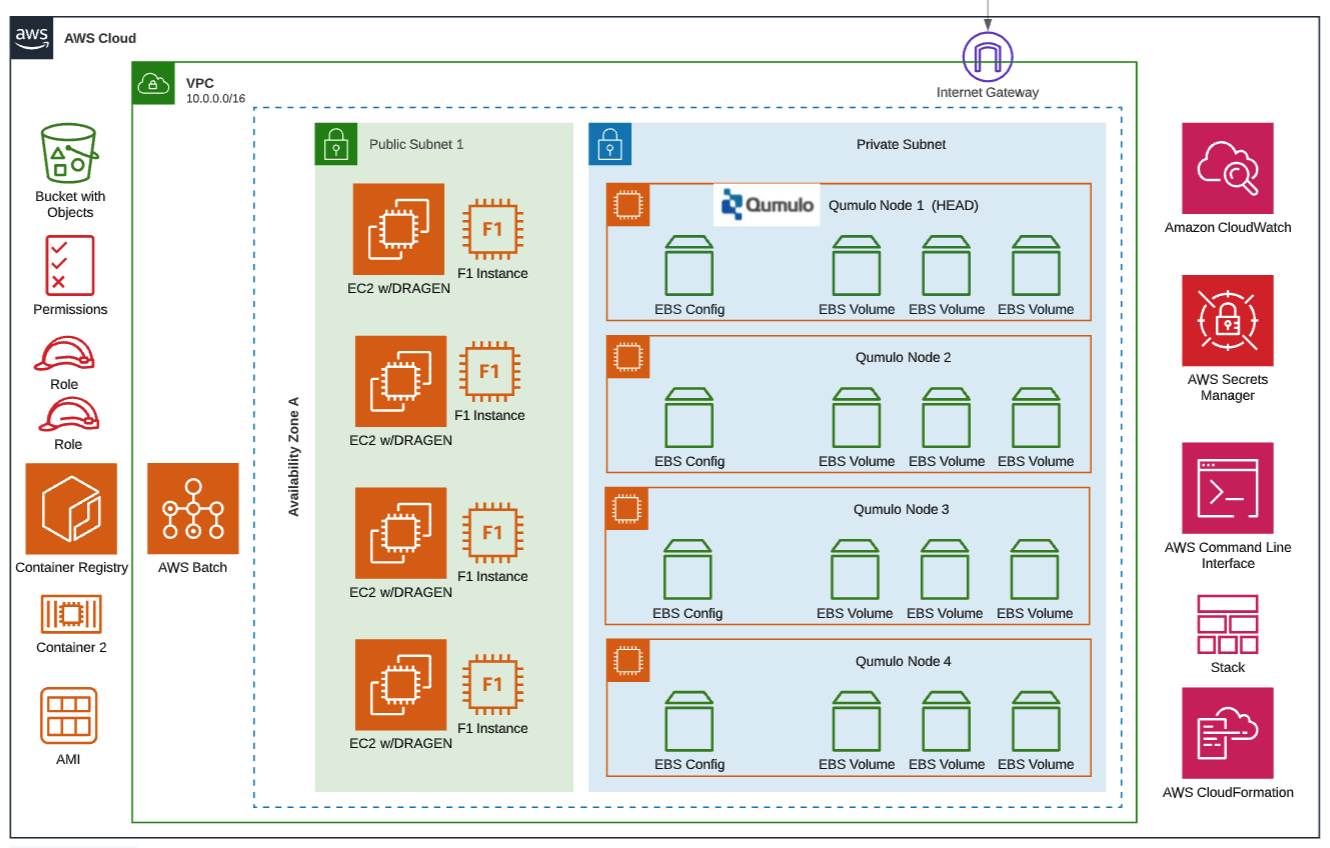 aws
AWS Cloud
VPC
10.0.0.0/16
Internet Gateway
Bucket with
Objects
Permissions
Role
Role
Container Registry
Container 2
AMI
AWS Batch
Availability Zone A
Public Subnet 1
F1
F1 Instance
EC2 w/DRAGEN
F1
F1 Instance
EC2 w/DRAGEN
F1
F1 Instance
EC2 w/DRAGEN
F1
F1 Instance
EC2 w/DRAGEN
Private Subnet
Qumulo
Qumulo Node 1 (HEAD)
EBS Config
EBS Volume
EBS Volume
EBS Volume
Qumulo Node 2
EBS Config
EBS Volume
EBS Volume
EBS Volume
Qumulo Node 3
EBS Config
EBS Volume
EBS Volume
EBS Volume
Qumulo Node 4
EBS Config
EBS Volume
EBS Volume
EBS Volume
Amazon CloudWatch
AWS Secrets
Manager
AWS Command Line
Interface
Stack
AWS CloudFormation